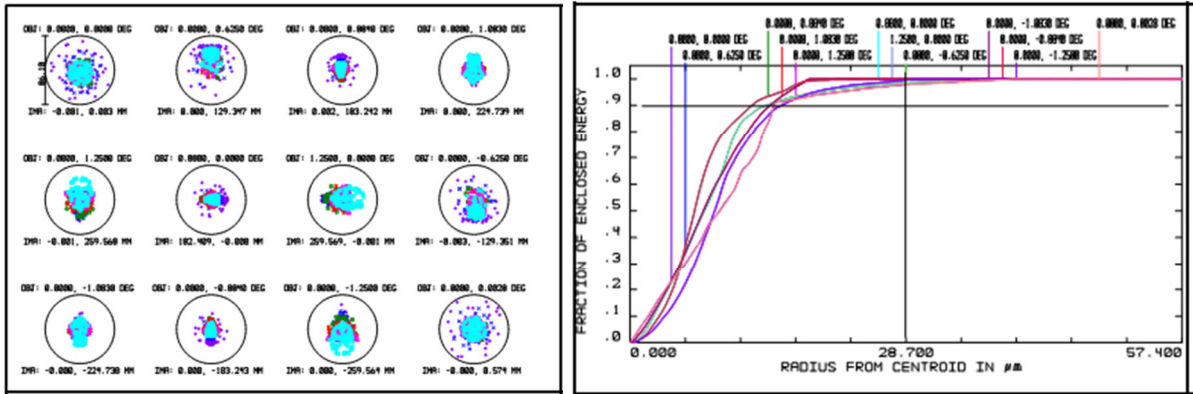 OBJ: 0.0000, 0.0000 DEG
OBJ: 0.0000, 0.6250 DEG
OBJ: 0.0000, 0.8840 DEG
OBJ: 0.0000, 1.0830 DEG
IMA: -0.001, 0.003 MM
IMA: 0.000, 129.347 MM
IMA: 0.002, 183.242 MM
IMA: 0.000, 224.739 MM
OBJ: 0.0000, 1.2500 DEG
OBJ: 0.8800, 0.0000 DEG
OBJ: 1.2500, 0.0000 DEG
OBJ: 0.0000, -0.6250 DEG
IMA: -0.001, 259.568 MM
IMA: 182.409, -0.000 MM
IMA: 259.569, -0.001 MM
IMA: -0.003, -129.351 MM
OBJ: 0.0000, -1.0830 DEG
OBJ: 0.0000, -0.8840 DEG
OBJ: 0.0000, -1.2500 DEG
OBJ: 0.0000, 0.0028 DEG
IMA: -0.000, -224.738 MM
IMA: 0.000, -183.243 MM
IMA: 0.000, -259.564 MM
IMA: -0.000, 0.574 MM
0.0000, 0.8840 DEG
0.8800, 0.0000 DEG
0.0000, -1.0830 DEG
0.0000, 0.0028 DEG
0.0000, 0.0000 DEG
0.0000, 1.0830 DEG
1.2500, 0.0000 DEG
0.0000, -0.8840 DEG
0.0000, 0.6250 DEG
0.0000, 1.2500 DEG
0.0000, -0.6250 DEG
0.0000, -1.2500 DEG
1.0
.9
.8
.7
.6
.5
.4
.3
.2
.1
.0
FRACTION OF ENCLOSED ENERGY
0.000
28.700
57.400
RADIUS FROM CENTROID IN µm